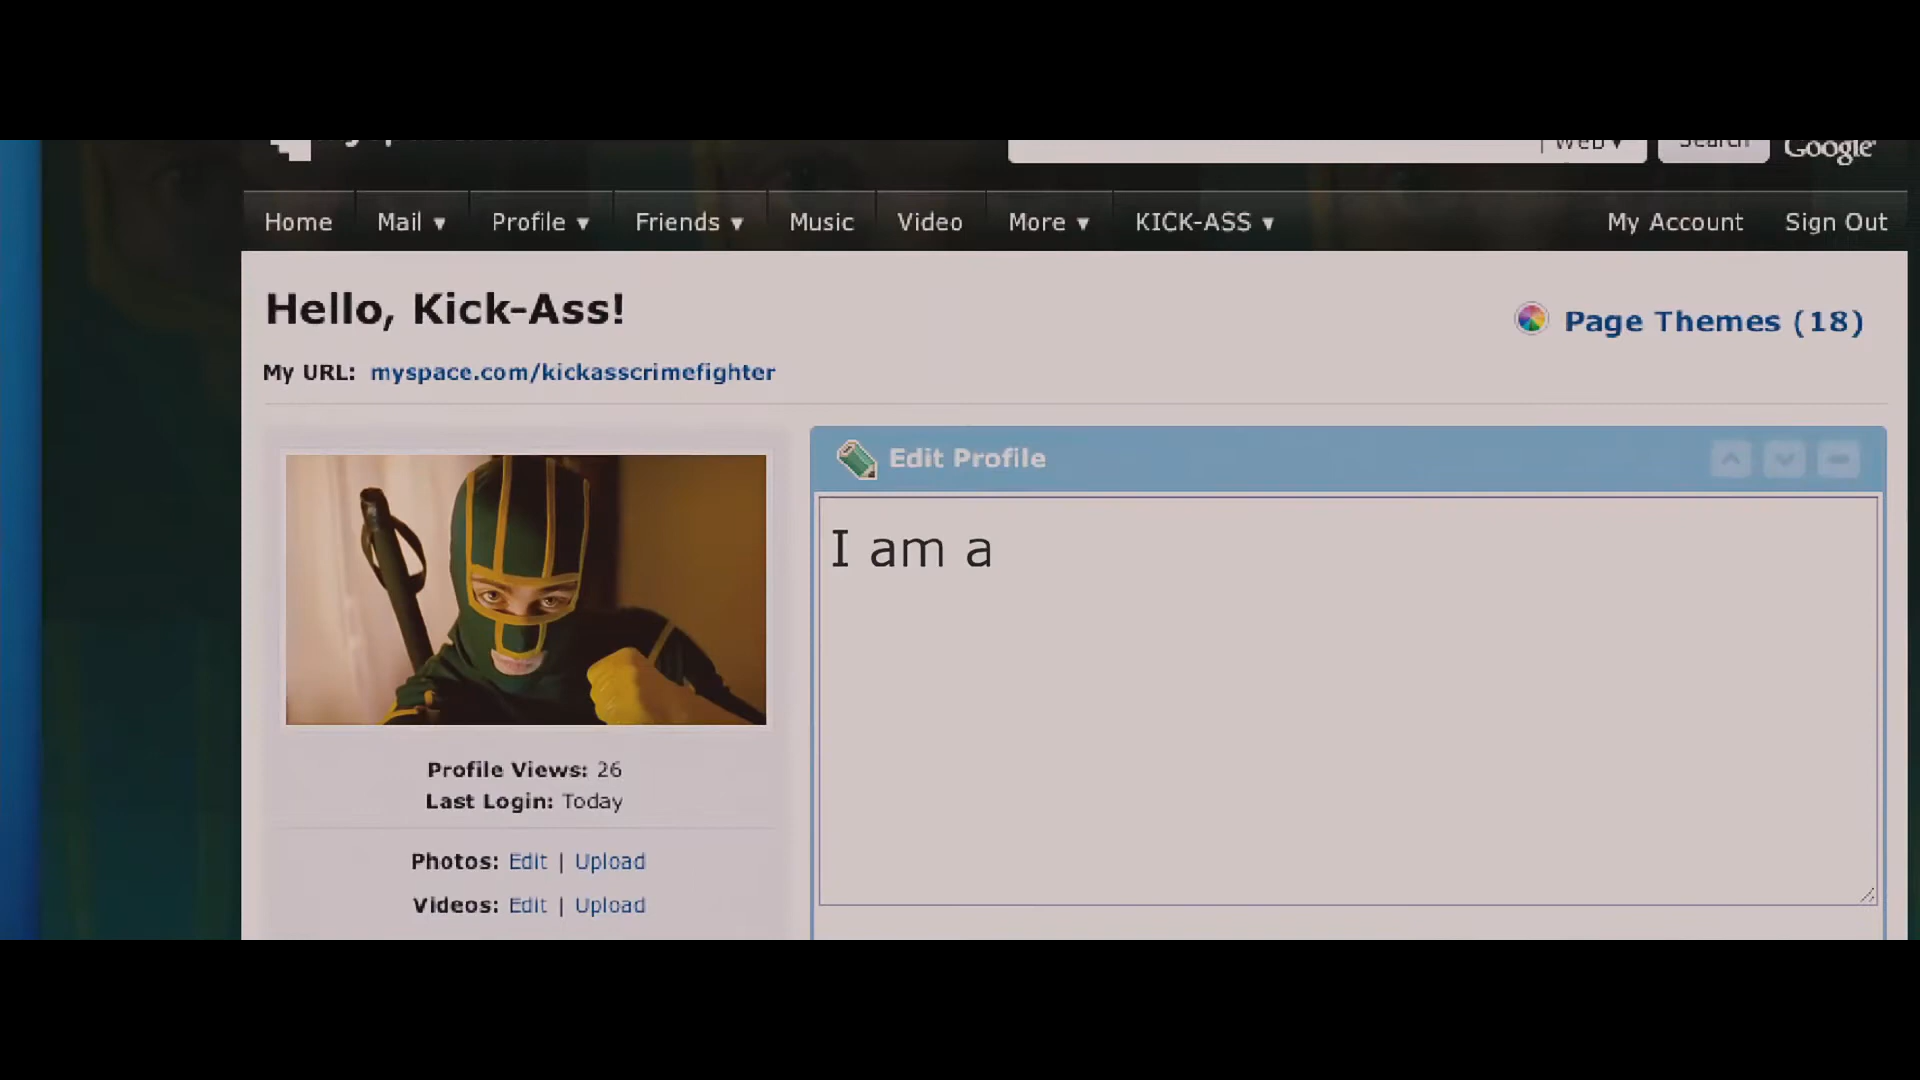 Web ▾ Search Google
Home Mail ▾ Profile ▾ Friends ▾ Music Video More ▾ KICK-ASS ▾ My Account Sign Out
Hello, Kick-Ass!
Page Themes (18)
My URL: myspace.com/kickasscrimefighter
Edit Profile
I am a
Profile Views: 26
Last Login: Today
Photos: Edit | Upload
Videos: Edit | Upload